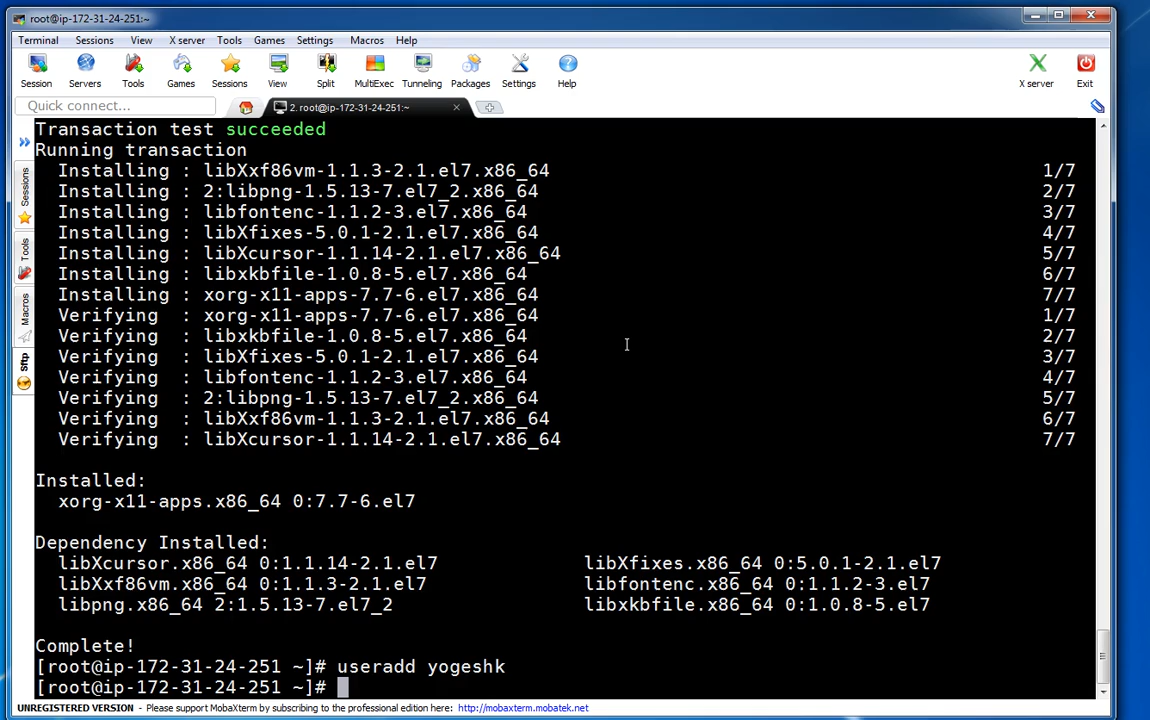 root@ip-172-31-24-251:~
Terminal Sessions View X server Tools Games Settings Macros Help
Session Servers Tools Games Sessions View Split MultiExec Tunneling Packages Settings Help X server Exit
Quick connect... 2. root@ip-172-31-24-251:~
Sessions
Tools
Macros
Sftp
Transaction test succeeded
Running transaction
Installing : libXxf86vm-1.1.3-2.1.el7.x86_64 1/7
Installing : 2:libpng-1.5.13-7.el7_2.x86_64 2/7
Installing : libfontenc-1.1.2-3.el7.x86_64 3/7
Installing : libXfixes-5.0.1-2.1.el7.x86_64 4/7
Installing : libXcursor-1.1.14-2.1.el7.x86_64 5/7
Installing : libxkbfile-1.0.8-5.el7.x86_64 6/7
Installing : xorg-x11-apps-7.7-6.el7.x86_64 7/7
Verifying : xorg-x11-apps-7.7-6.el7.x86_64 1/7
Verifying : libxkbfile-1.0.8-5.el7.x86_64 2/7
Verifying : libXfixes-5.0.1-2.1.el7.x86_64 3/7
Verifying : libfontenc-1.1.2-3.el7.x86_64 4/7
Verifying : 2:libpng-1.5.13-7.el7_2.x86_64 5/7
Verifying : libXxf86vm-1.1.3-2.1.el7.x86_64 6/7
Verifying : libXcursor-1.1.14-2.1.el7.x86_64 7/7
Installed:
xorg-x11-apps.x86_64 0:7.7-6.el7
Dependency Installed:
libXcursor.x86_64 0:1.1.14-2.1.el7 libXfixes.x86_64 0:5.0.1-2.1.el7
libXxf86vm.x86_64 0:1.1.3-2.1.el7 libfontenc.x86_64 0:1.1.2-3.el7
libpng.x86_64 2:1.5.13-7.el7_2 libxkbfile.x86_64 0:1.0.8-5.el7
Complete!
[root@ip-172-31-24-251 ~]# useradd yogeshk
[root@ip-172-31-24-251 ~]#
UNREGISTERED VERSION - Please support MobaXterm by subscribing to the professional edition here: http://mobaxterm.mobatek.net